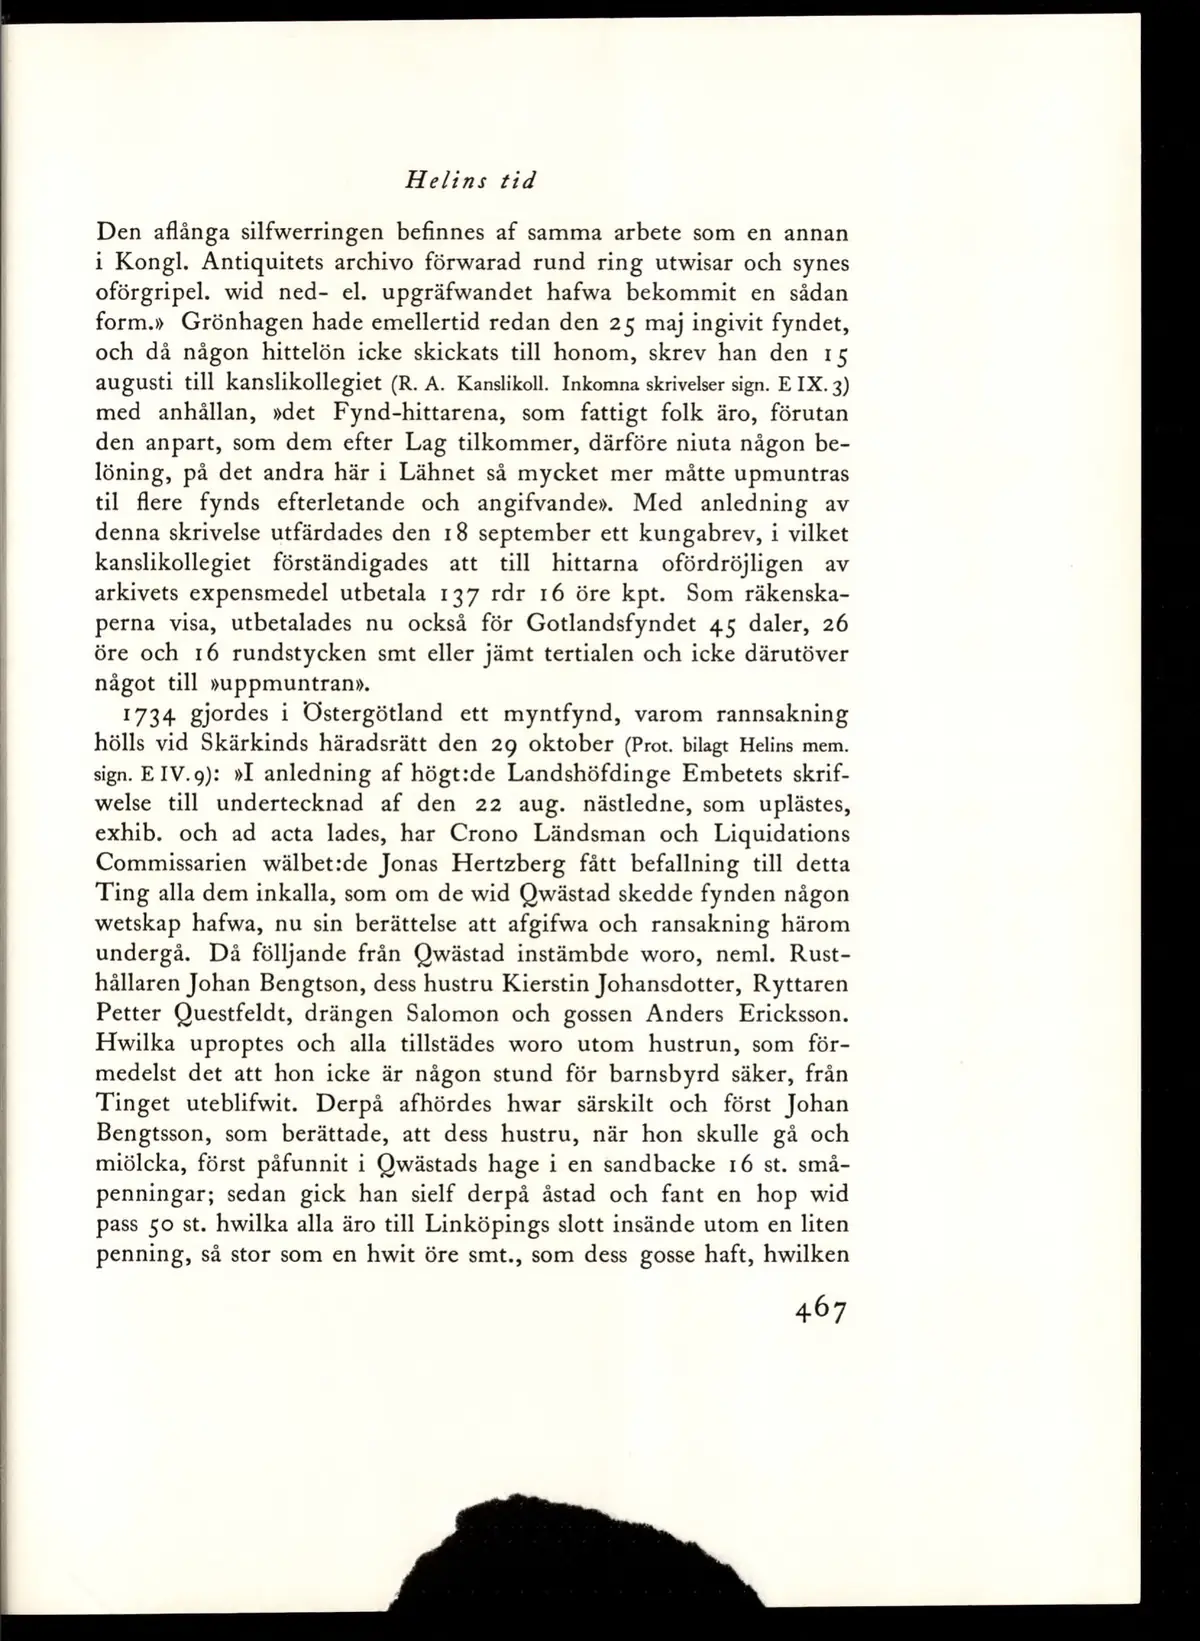 Helins tid
Den aflånga silfwerringen befinnes af samma arbete som en annan
i Kongl. Antiquitets archivo förwarad rund ring utwisar och synes
oförgripel. wid ned- el. upgräfwandet hafwa bekommit en sådan
form.» Grönhagen hade emellertid redan den 25 maj ingivit fyndet,
och då någon hittelön icke skickats till honom, skrev han den 15
augusti till kanslikollegiet (R. A. Kanslikoll. Inkomna skrivelser sign. E IX. 3)
med anhållan, »det Fynd-hittarena, som fattigt folk äro, förutan
den anpart, som dem efter Lag tilkommer, därföre niuta någon be-
löning, på det andra här i Lähnet så mycket mer måtte upmuntras
til flere fynds efterletande och angifvande». Med anledning av
denna skrivelse utfärdades den 18 september ett kungabrev, i vilket
kanslikollegiet förständigades att till hittarna ofördröjligen av
arkivets expensmedel utbetala 137 rdr 16 öre kpt. Som räkenska-
perna visa, utbetalades nu också för Gotlandsfyndet 45 daler, 26
öre och 16 rundstycken smt eller jämt tertialen och icke därutöver
något till »uppmuntran».
1734 gjordes i Östergötland ett myntfynd, varom rannsakning
hölls vid Skärkinds häradsrätt den 29 oktober (Prot. bilagt Helins mem.
sign. E IV. 9): »I anledning af högt:de Landshöfdinge Embetets skrif-
welse till undertecknad af den 22 aug. nästledne, som uplästes,
exhib. och ad acta lades, har Crono Ländsman och Liquidations
Commissarien wälbet:de Jonas Hertzberg fått befallning till detta
Ting alla dem inkalla, som om de wid Qwästad skedde fynden någon
wetskap hafwa, nu sin berättelse att afgifwa och ransakning härom
undergå. Då fölljande från Qwästad instämbde woro, neml. Rust-
hållaren Johan Bengtson, dess hustru Kierstin Johansdotter, Ryttaren
Petter Questfeldt, drängen Salomon och gossen Anders Ericksson.
Hwilka uproptes och alla tillstädes woro utom hustrun, som för-
medelst det att hon icke är någon stund för barnsbyrd säker, från
Tinget uteblifwit. Derpå afhördes hwar särskilt och först Johan
Bengtsson, som berättade, att dess hustru, när hon skulle gå och
miölcka, först påfunnit i Qwästads hage i en sandbacke 16 st. små-
penningar; sedan gick han sielf derpå åstad och fant en hop wid
pass 50 st. hwilka alla äro till Linköpings slott insände utom en liten
penning, så stor som en hwit öre smt., som dess gosse haft, hwilken
467